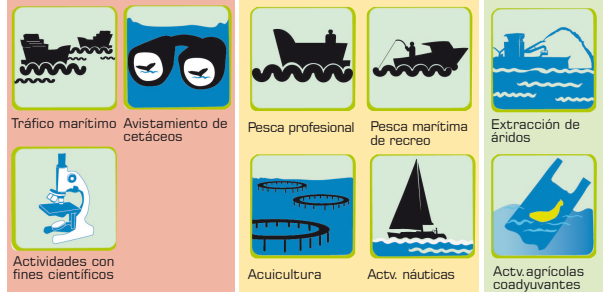 Tráfico marítimo
Avistamiento de
cetáceos
Actividades con
fines científicos
Pesca profesional
Pesca marítima
de recreo
Acuicultura
Actv. náuticas
Extracción de
áridos
Actv.agrícolas
coadyuvantes